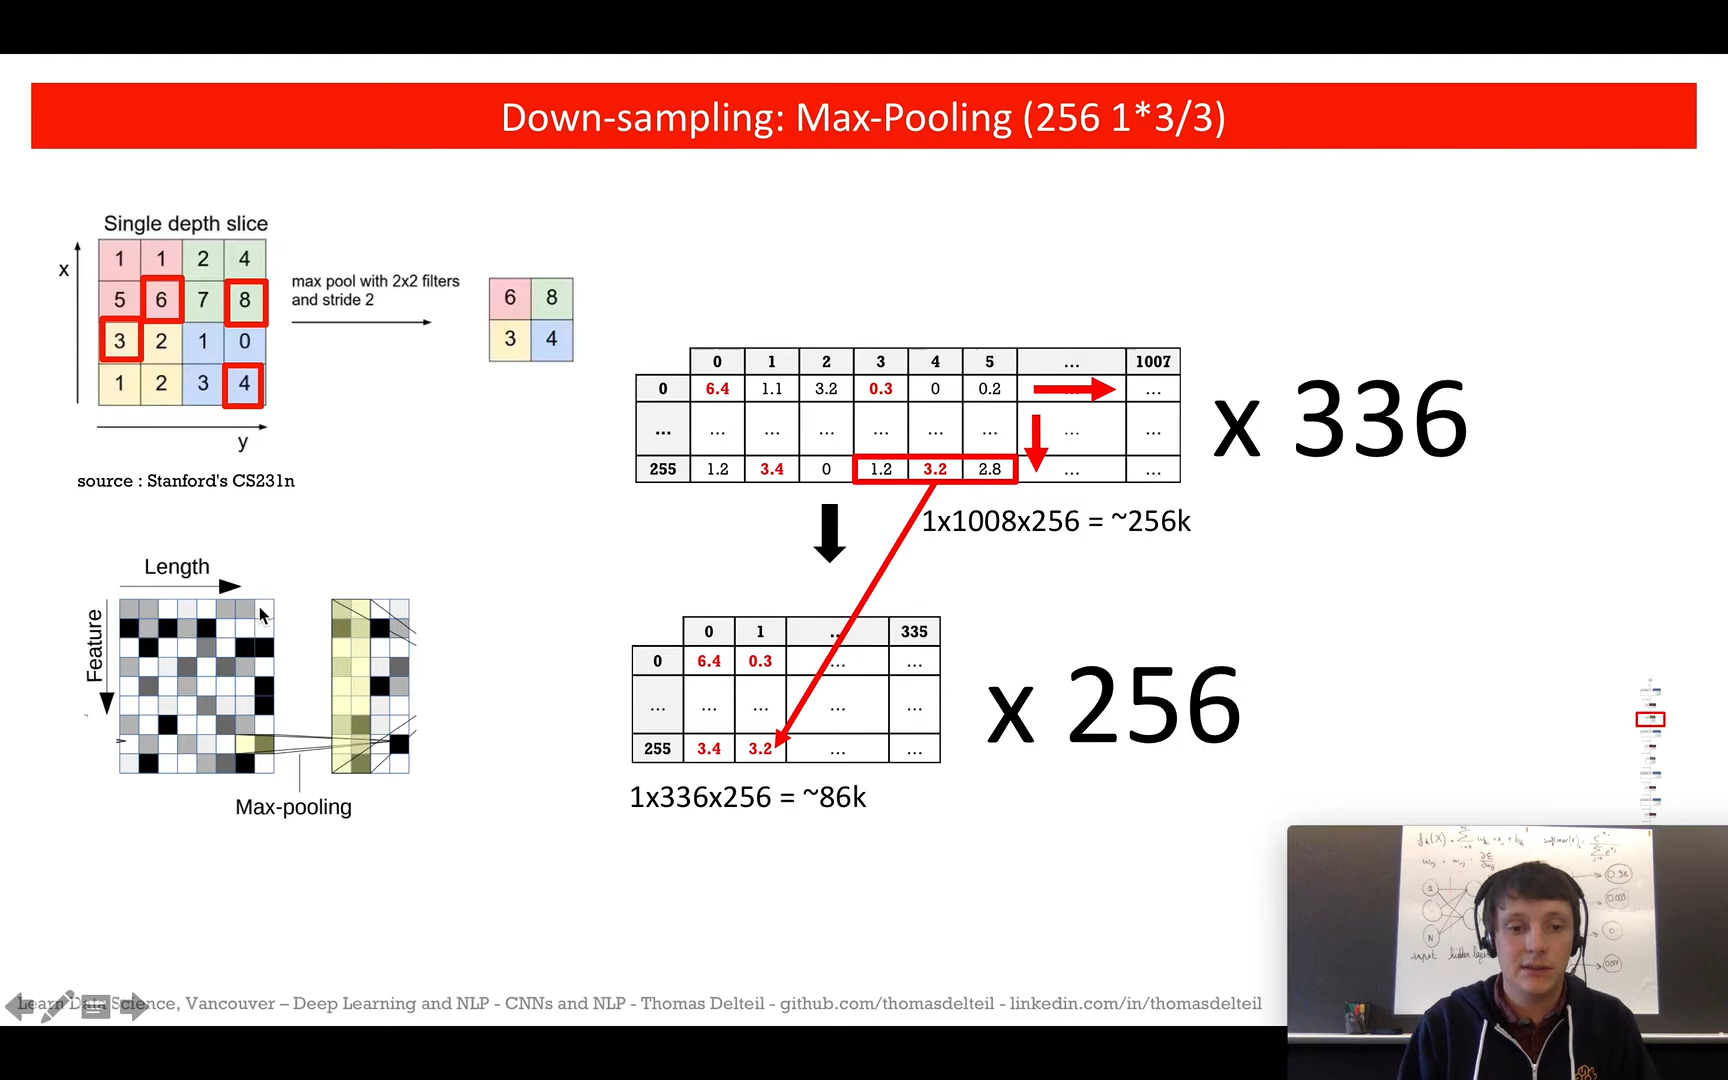 Down-sampling: Max-Pooling (256 1*3/3)
Single depth slice
x
1 1 2 4
5 6 7 8
3 2 1 0
1 2 3 4
y
max pool with 2x2 filters
and stride 2
6 8
3 4
source : Stanford's CS231n
Length
Feature
Max-pooling
0 1 2 3 4 5 ... 1007
0 6.4 1.1 3.2 0.3 0 0.2 ... ...
... ... ... ... ... ... ... ... ...
255 1.2 3.4 0 1.2 3.2 2.8 ... ...
x 336
1x1008x256 = ~256k
0 1 ... 335
0 6.4 0.3 ... ...
... ... ... ... ...
255 3.4 3.2 ... ...
x 256
1x336x256 = ~86k
input hidden
Learn Data Science, Vancouver – Deep Learning and NLP - CNNs and NLP - Thomas Delteil - github.com/thomasdelteil - linkedin.com/in/thomasdelteil